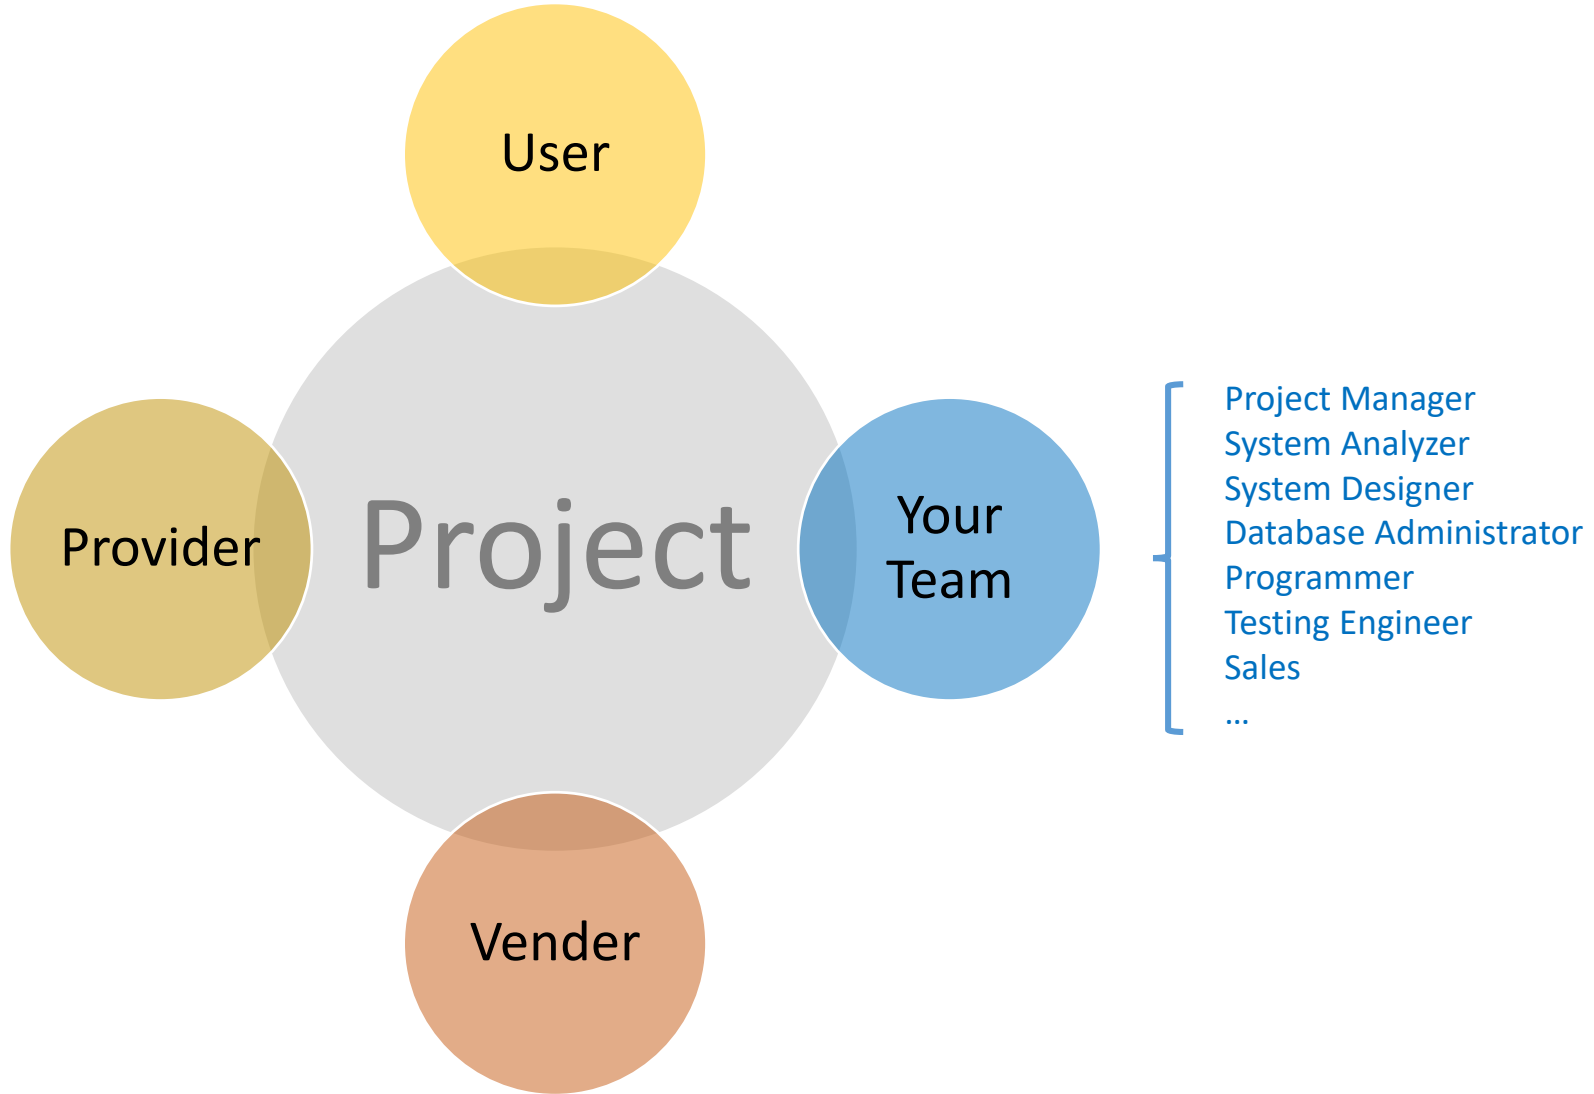 User
Provider
Project
Your
Team
Vender
Project Manager
System Analyzer
System Designer
Database Administrator
Programmer
Testing Engineer
Sales
...